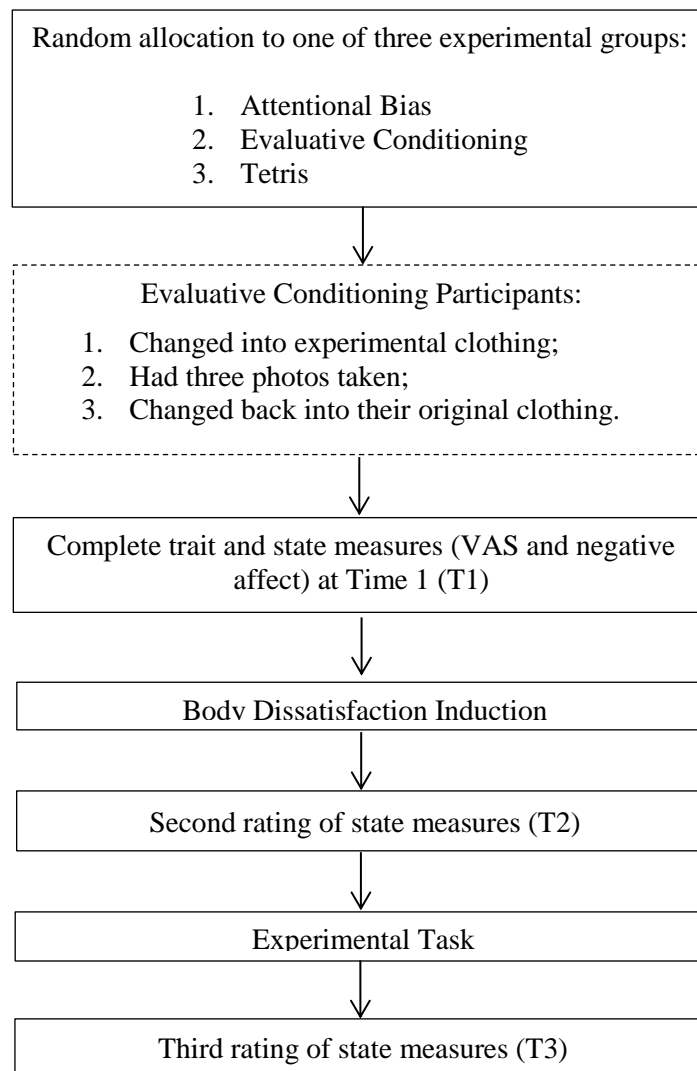 Random allocation to one of three experimental groups:
1. Attentional Bias
2. Evaluative Conditioning
3. Tetris
Evaluative Conditioning Participants:
1. Changed into experimental clothing;
2. Had three photos taken;
3. Changed back into their original clothing.
Complete trait and state measures (VAS and negative
affect) at Time 1 (T1)
Body Dissatisfaction Induction
Second rating of state measures (T2)
Experimental Task
Third rating of state measures (T3)